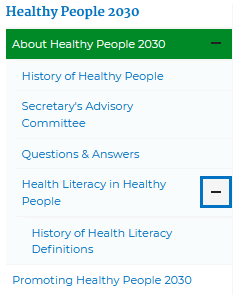 Healthy People 2030
About Healthy People 2030
History of Healthy People
Secretary's Advisory
Committee
Questions & Answers
Health Literacy in Healthy
People
History of Health Literacy
Definitions
Promoting Healthy People 2030